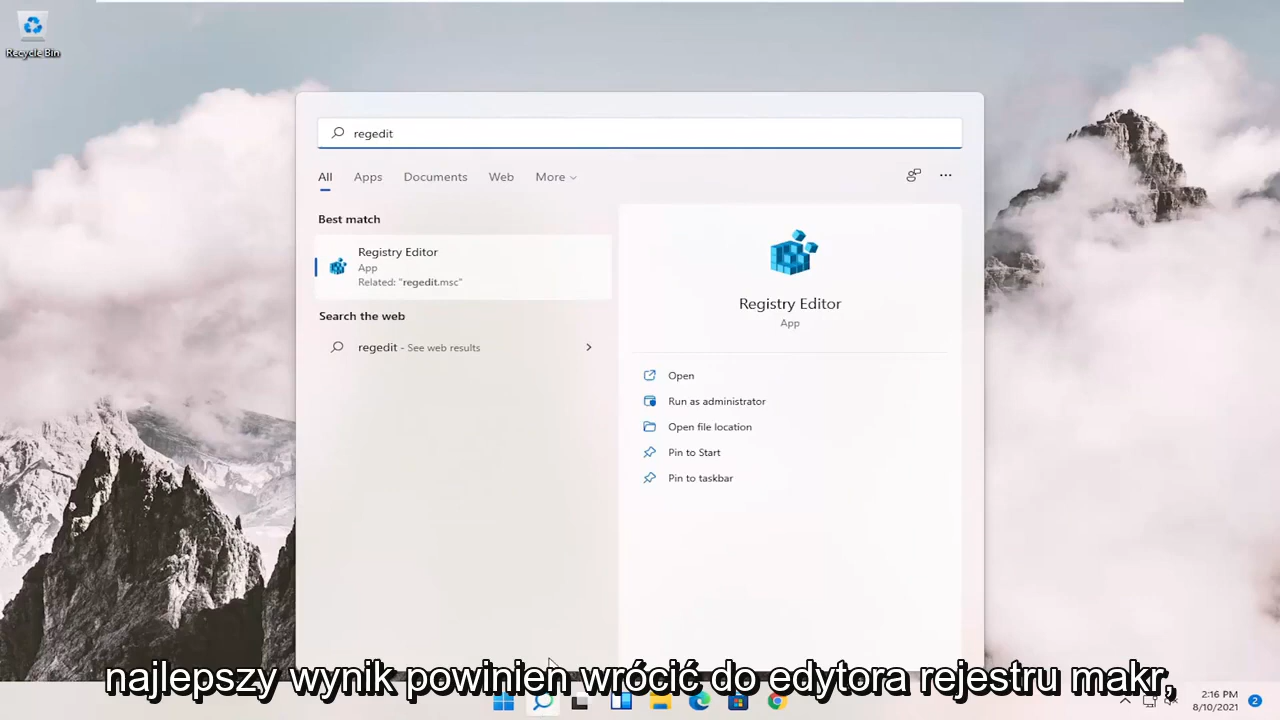 Recycle Bin
regedit
All Apps Documents Web More
Best match
Registry Editor
App
Related: "regedit.msc"
Search the web
regedit - See web results
Registry Editor
App
Open
Run as administrator
Open file location
Pin to Start
Pin to taskbar
najlepszy wynik powinien wrócić do edytora rejestru makr,
2:16 PM
8/10/2021
2